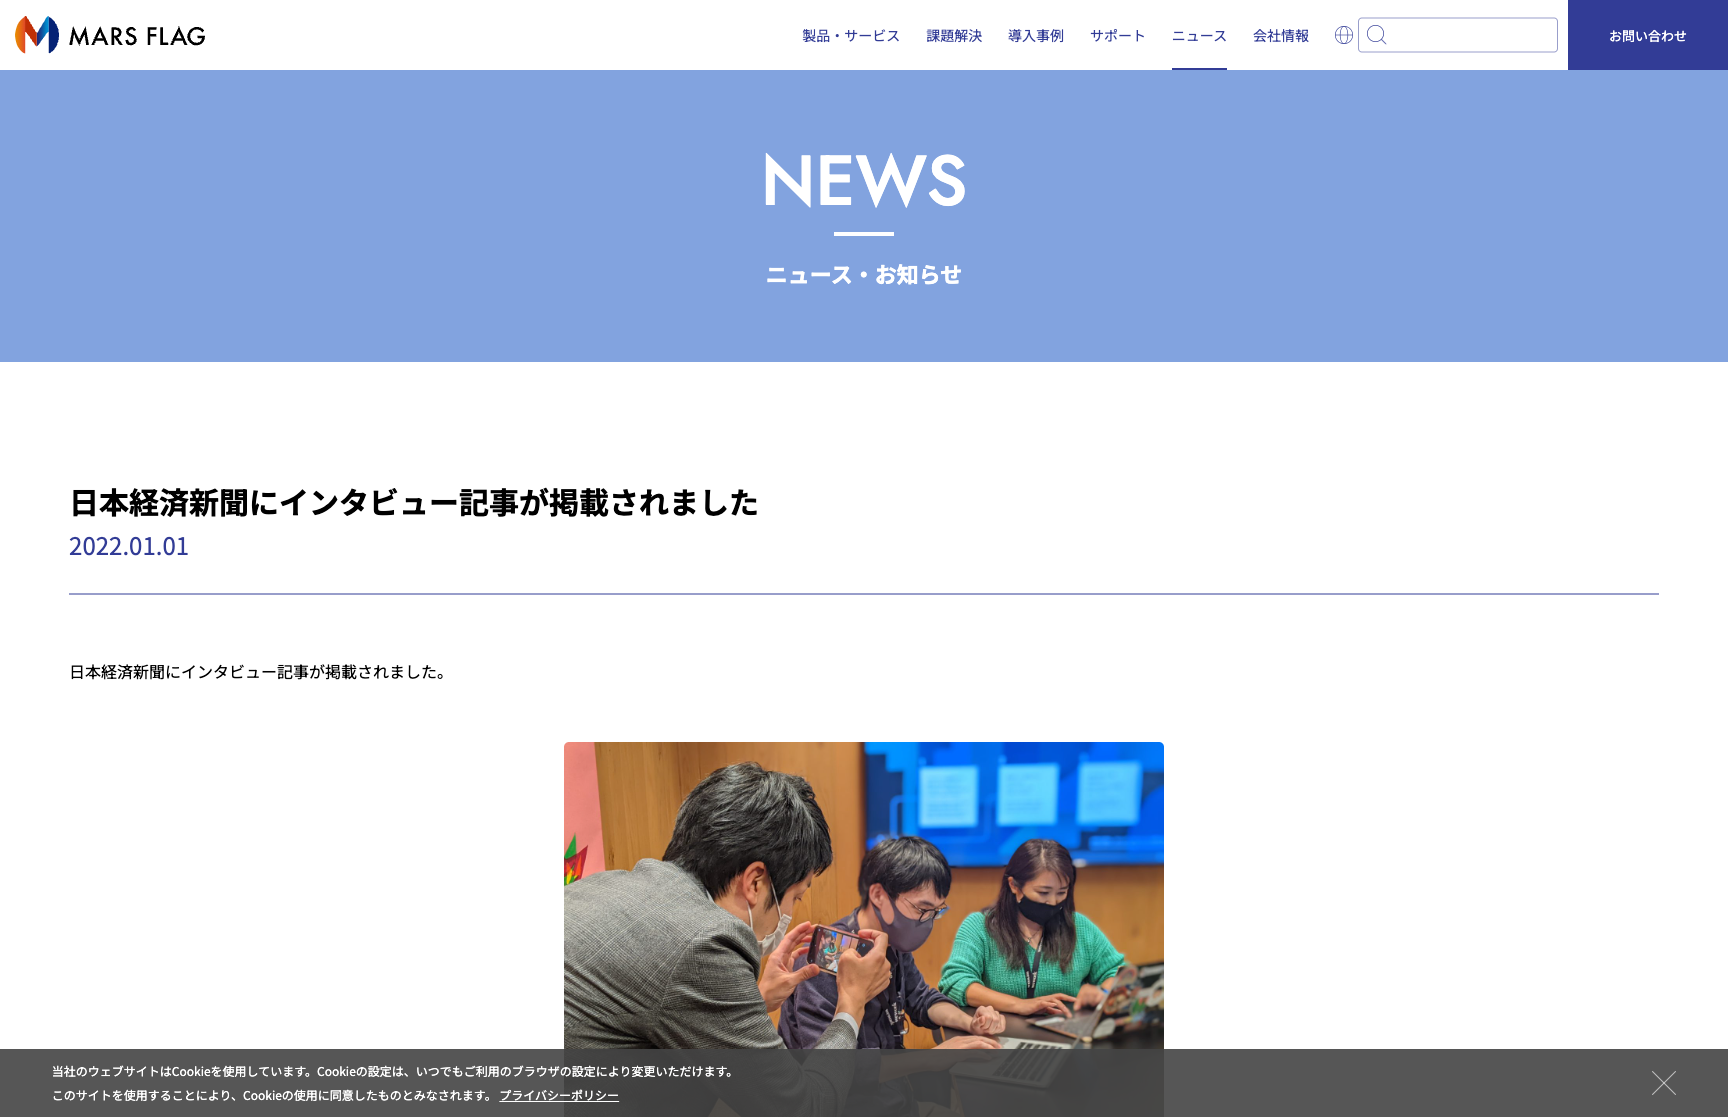 MARS FLAG
製品・サービス 課題解決 導入事例 サポート ニュース 会社情報 お問い合わせ
NEWS
ニュース・お知らせ
日本経済新聞にインタビュー記事が掲載されました
2022.01.01
日本経済新聞にインタビュー記事が掲載されました。
当社のウェブサイトはCookieを使用しています。Cookieの設定は、いつでもご利用のブラウザの設定により変更いただけます。
このサイトを使用することにより、Cookieの使用に同意したものとみなされます。 プライバシーポリシー